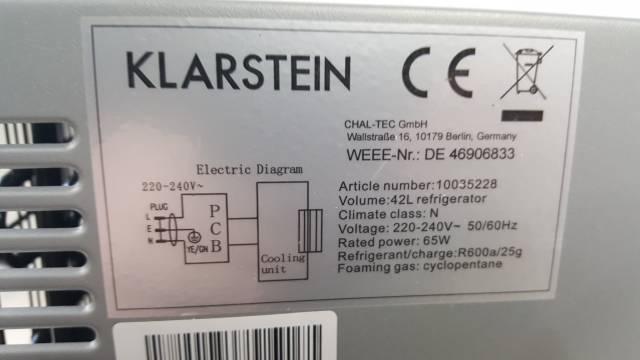 KLARSTEIN CE
CHAL-TEC GmbH
Wallstraße 16, 10179 Berlin, Germany
WEEE-Nr.: DE 46906833
Electric Diagram
220-240V~
PLUG
L
E
N
YE/GN
P
C
B
Cooling
unit
Article number:10035228
Volume:42L refrigerator
Climate class: N
Voltage: 220-240V~ 50/60Hz
Rated power: 65W
Refrigerant/charge:R600a/25g
Foaming gas: cyclopentane